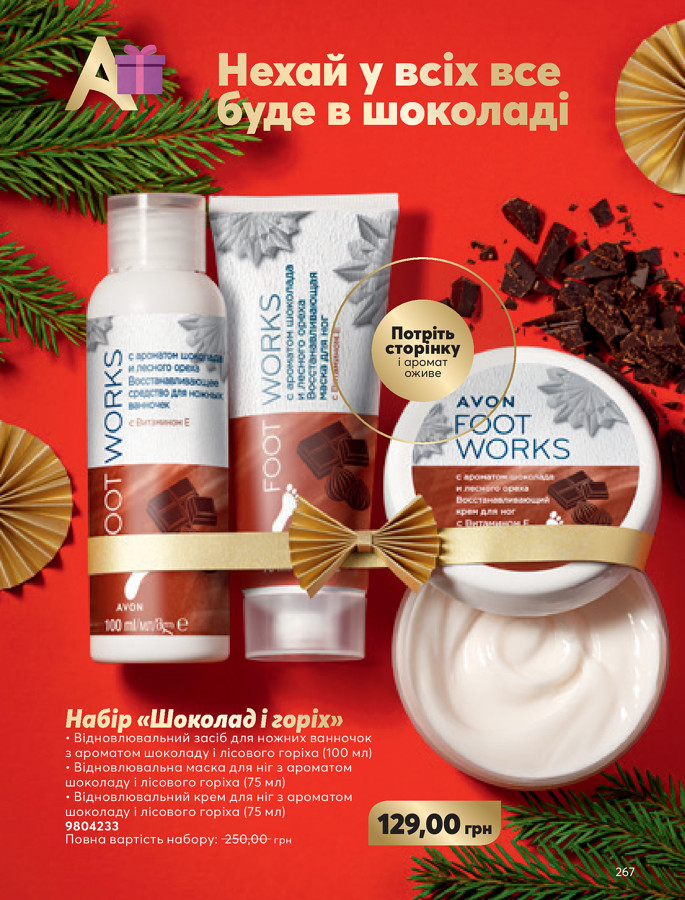 A
Нехай у всіх все
буде в шоколаді
FOOT WORKS
с ароматом шоколада
и лесного ореха
Восстанавливающее
средство для ножных
ванночек
с Витамином Е
AVON
100 ml/мл/
FOOT WORKS
с ароматом шоколада
и лесного ореха
Восстанавливающая
маска для ног
с Витамином Е
Потріть
сторінку
і аромат
оживе
AVON
FOOT
WORKS
с ароматом шоколада
и лесного ореха
Восстанавливающий
крем для ног
с Витамином Е
Набір «Шоколад і горіх»
• Відновлювальний засіб для ножних ванночок
з ароматом шоколаду і лісового горіха (100 мл)
• Відновлювальна маска для ніг з ароматом
шоколаду і лісового горіха (75 мл)
• Відновлювальний крем для ніг з ароматом
шоколаду і лісового горіха (75 мл)
9804233
Повна вартість набору: 250,00 грн
129,00 грн
267